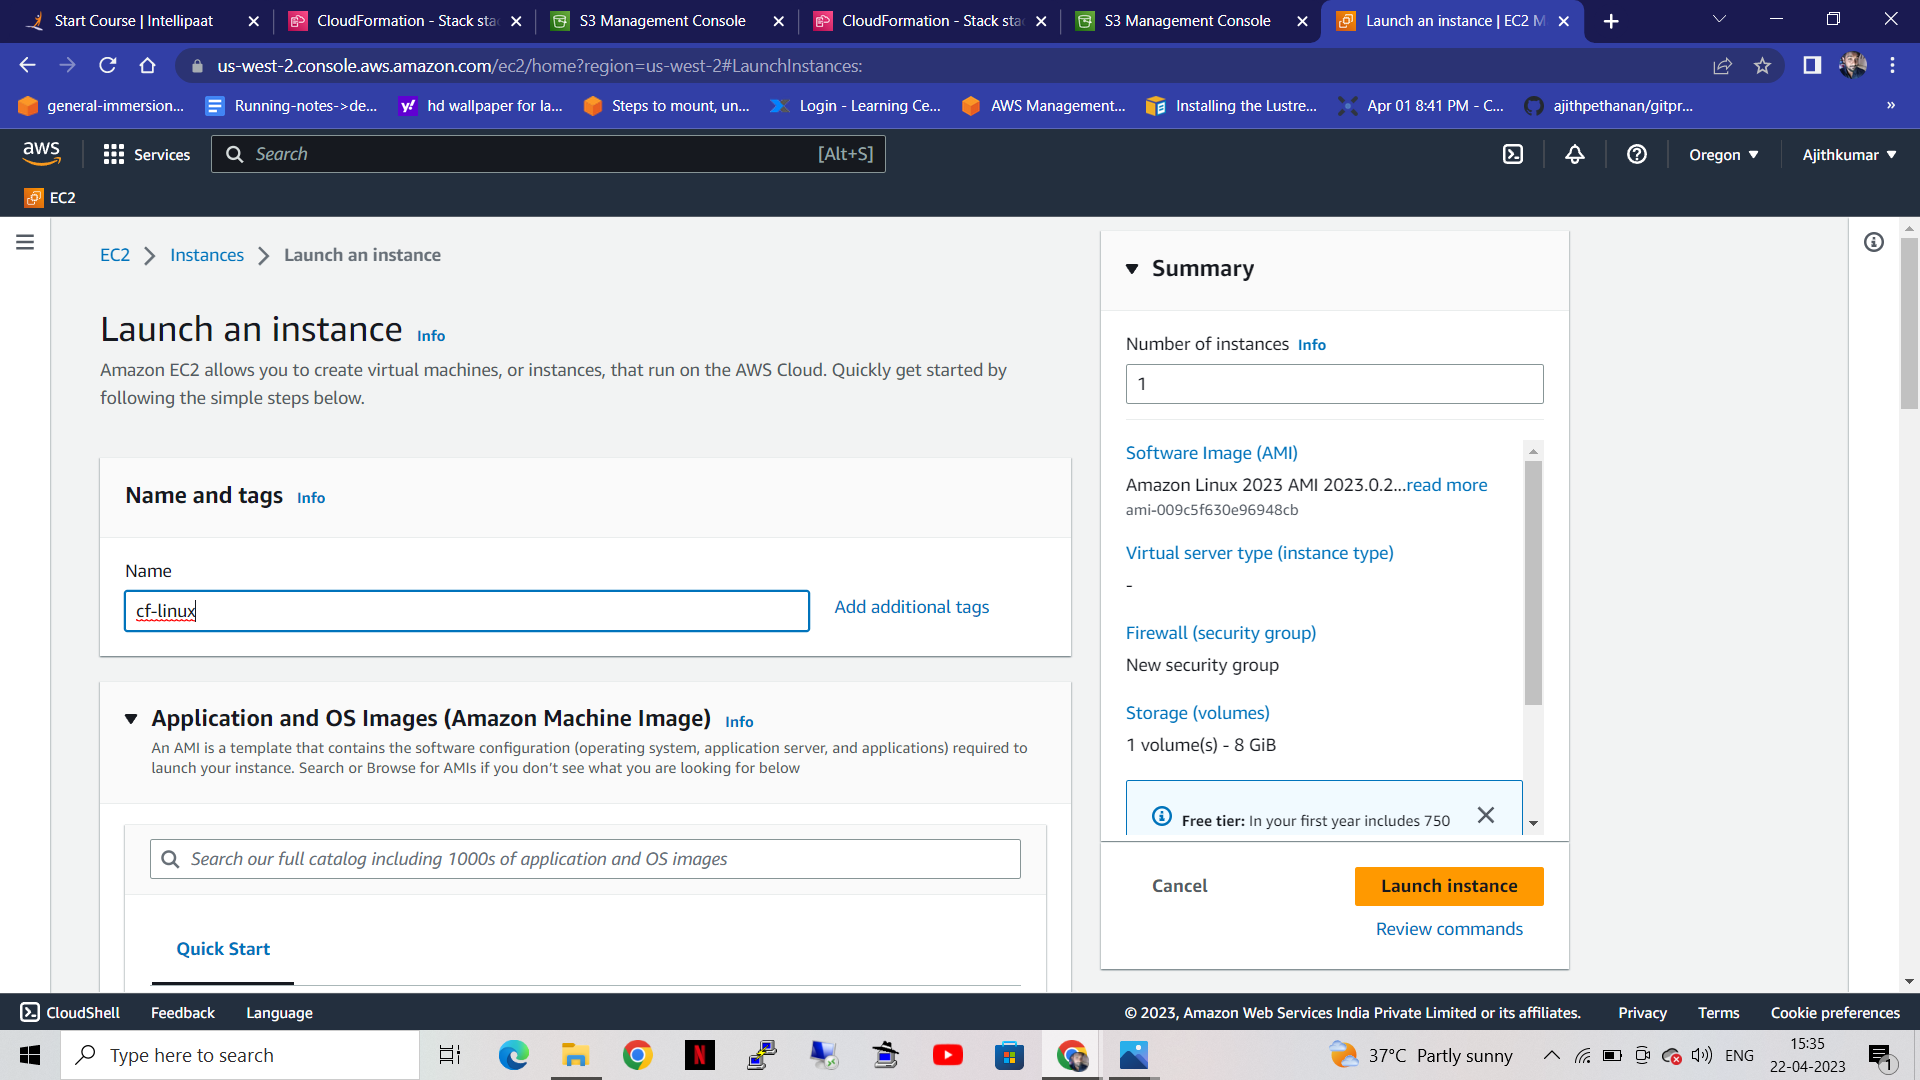 Start Course | Intellipaat
CloudFormation - Stack sta
S3 Management Console
CloudFormation - Stack sta
S3 Management Console
Launch an instance | EC2 M
us-west-2.console.aws.amazon.com/ec2/home?region=us-west-2#LaunchInstances:
general-immersion...
Running-notes->de...
hd wallpaper for la...
Steps to mount, un...
Login - Learning Ce...
AWS Management...
Installing the Lustre...
Apr 01 8:41 PM - C...
ajithpethanan/gitpr...
»
aws
Services
Search
[Alt+S]
Oregon
Ajithkumar
EC2
EC2
Instances
Launch an instance
Launch an instance Info
Amazon EC2 allows you to create virtual machines, or instances, that run on the AWS Cloud. Quickly get started by
following the simple steps below.
Name and tags Info
Name
cf-linux
Add additional tags
Application and OS Images (Amazon Machine Image) Info
An AMI is a template that contains the software configuration (operating system, application server, and applications) required to
launch your instance. Search or Browse for AMIs if you don't see what you are looking for below
Search our full catalog including 1000s of application and OS images
Quick Start
Summary
Number of instances Info
1
Software Image (AMI)
Amazon Linux 2023 AMI 2023.0.2...read more
ami-009c5f630e96948cb
Virtual server type (instance type)
-
Firewall (security group)
New security group
Storage (volumes)
1 volume(s) - 8 GiB
Free tier: In your first year includes 750
Cancel
Launch instance
Review commands
CloudShell
Feedback
Language
© 2023, Amazon Web Services India Private Limited or its affiliates.
Privacy
Terms
Cookie preferences
Type here to search
37°C Partly sunny
ENG
15:35
22-04-2023
1